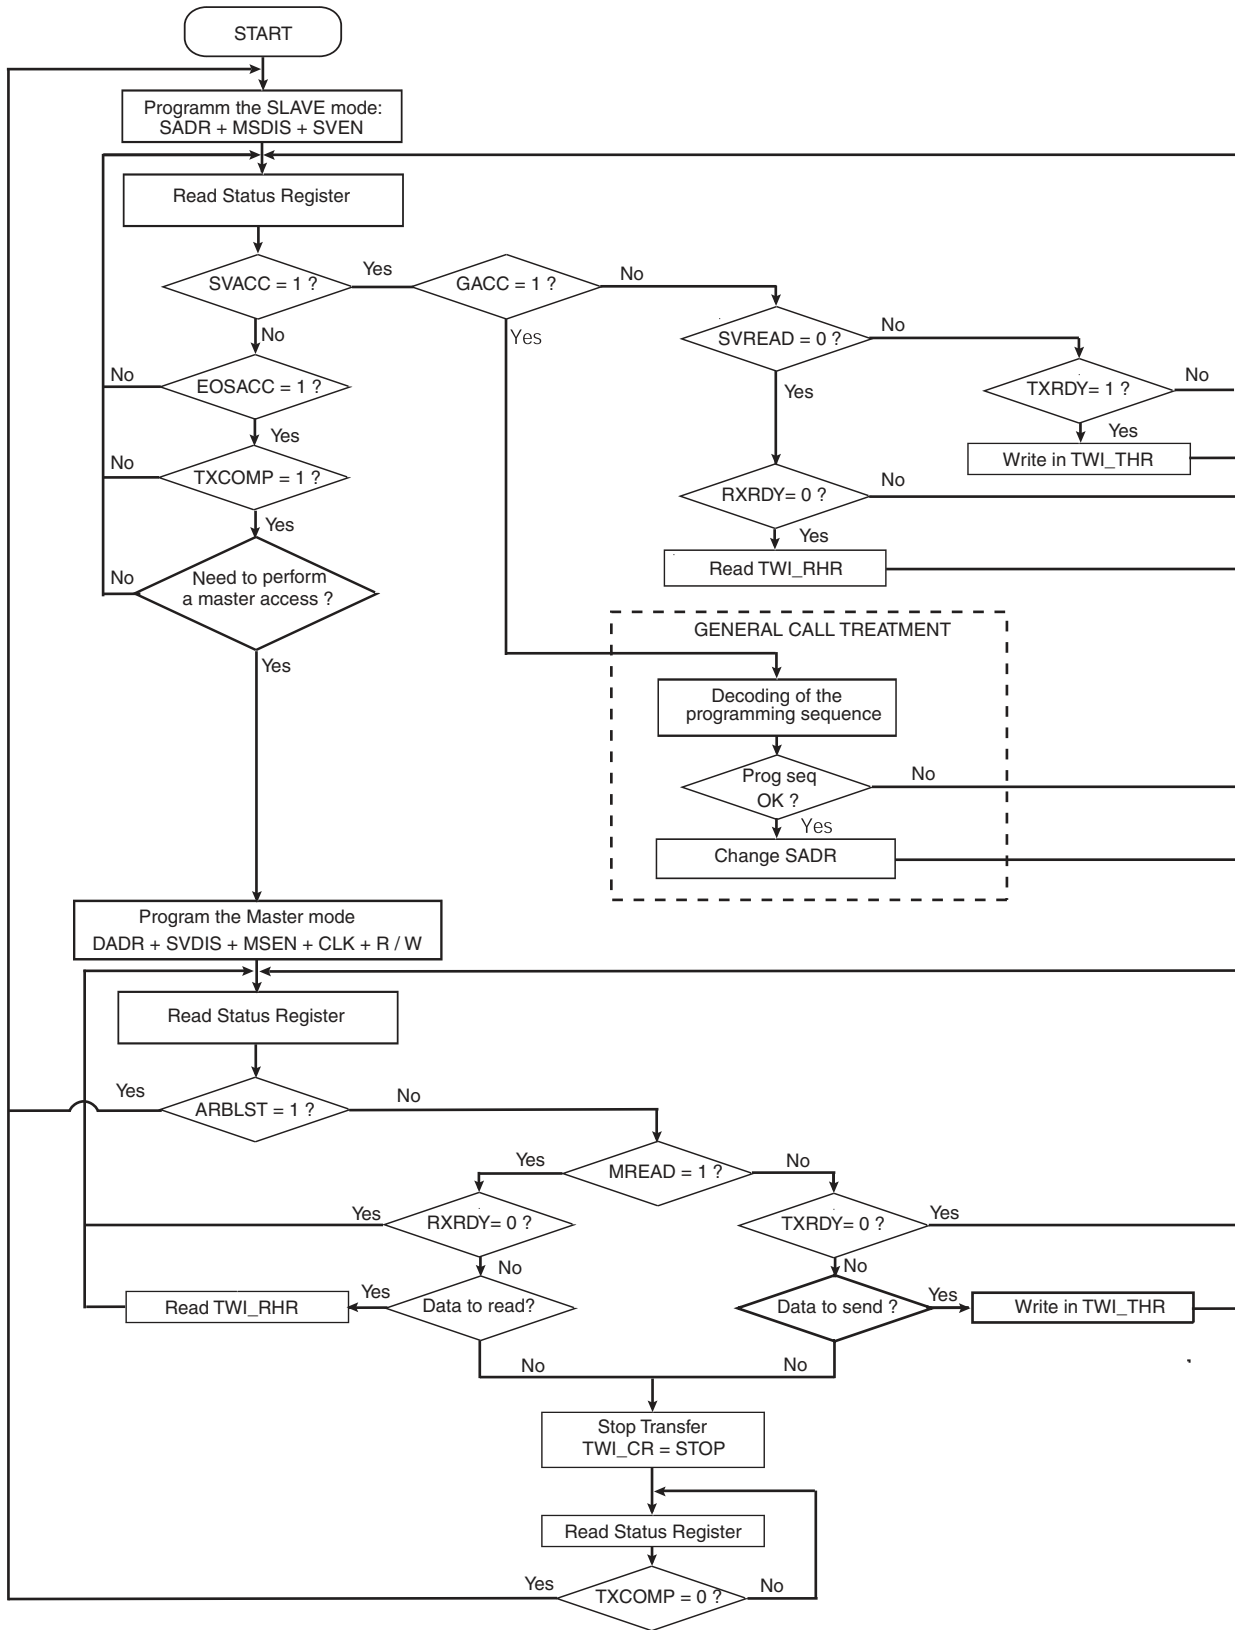 START
Programm the SLAVE mode:
SADR + MSDIS + SVEN
Read Status Register
SVACC = 1 ?
Yes
GACC = 1 ?
No
No
Yes
SVREAD = 0 ?
No
No
EOSACC = 1 ?
Yes
TXRDY= 1 ?
No
Yes
Yes
No
TXCOMP = 1 ?
Write in TWI_THR
RXRDY= 0 ?
No
Yes
Yes
No
Need to perform
a master access ?
Read TWI_RHR
GENERAL CALL TREATMENT
Yes
Decoding of the
programming sequence
Prog seq
OK ?
No
Yes
Change SADR
Program the Master mode
DADR + SVDIS + MSEN + CLK + R / W
Read Status Register
Yes
ARBLST = 1 ?
No
Yes
MREAD = 1 ?
No
Yes
RXRDY= 0 ?
TXRDY= 0 ?
Yes
No
No
Read TWI_RHR
Yes
Data to read?
Data to send ?
Yes
Write in TWI_THR
No
No
Stop Transfer
TWI_CR = STOP
Read Status Register
Yes
TXCOMP = 0 ?
No